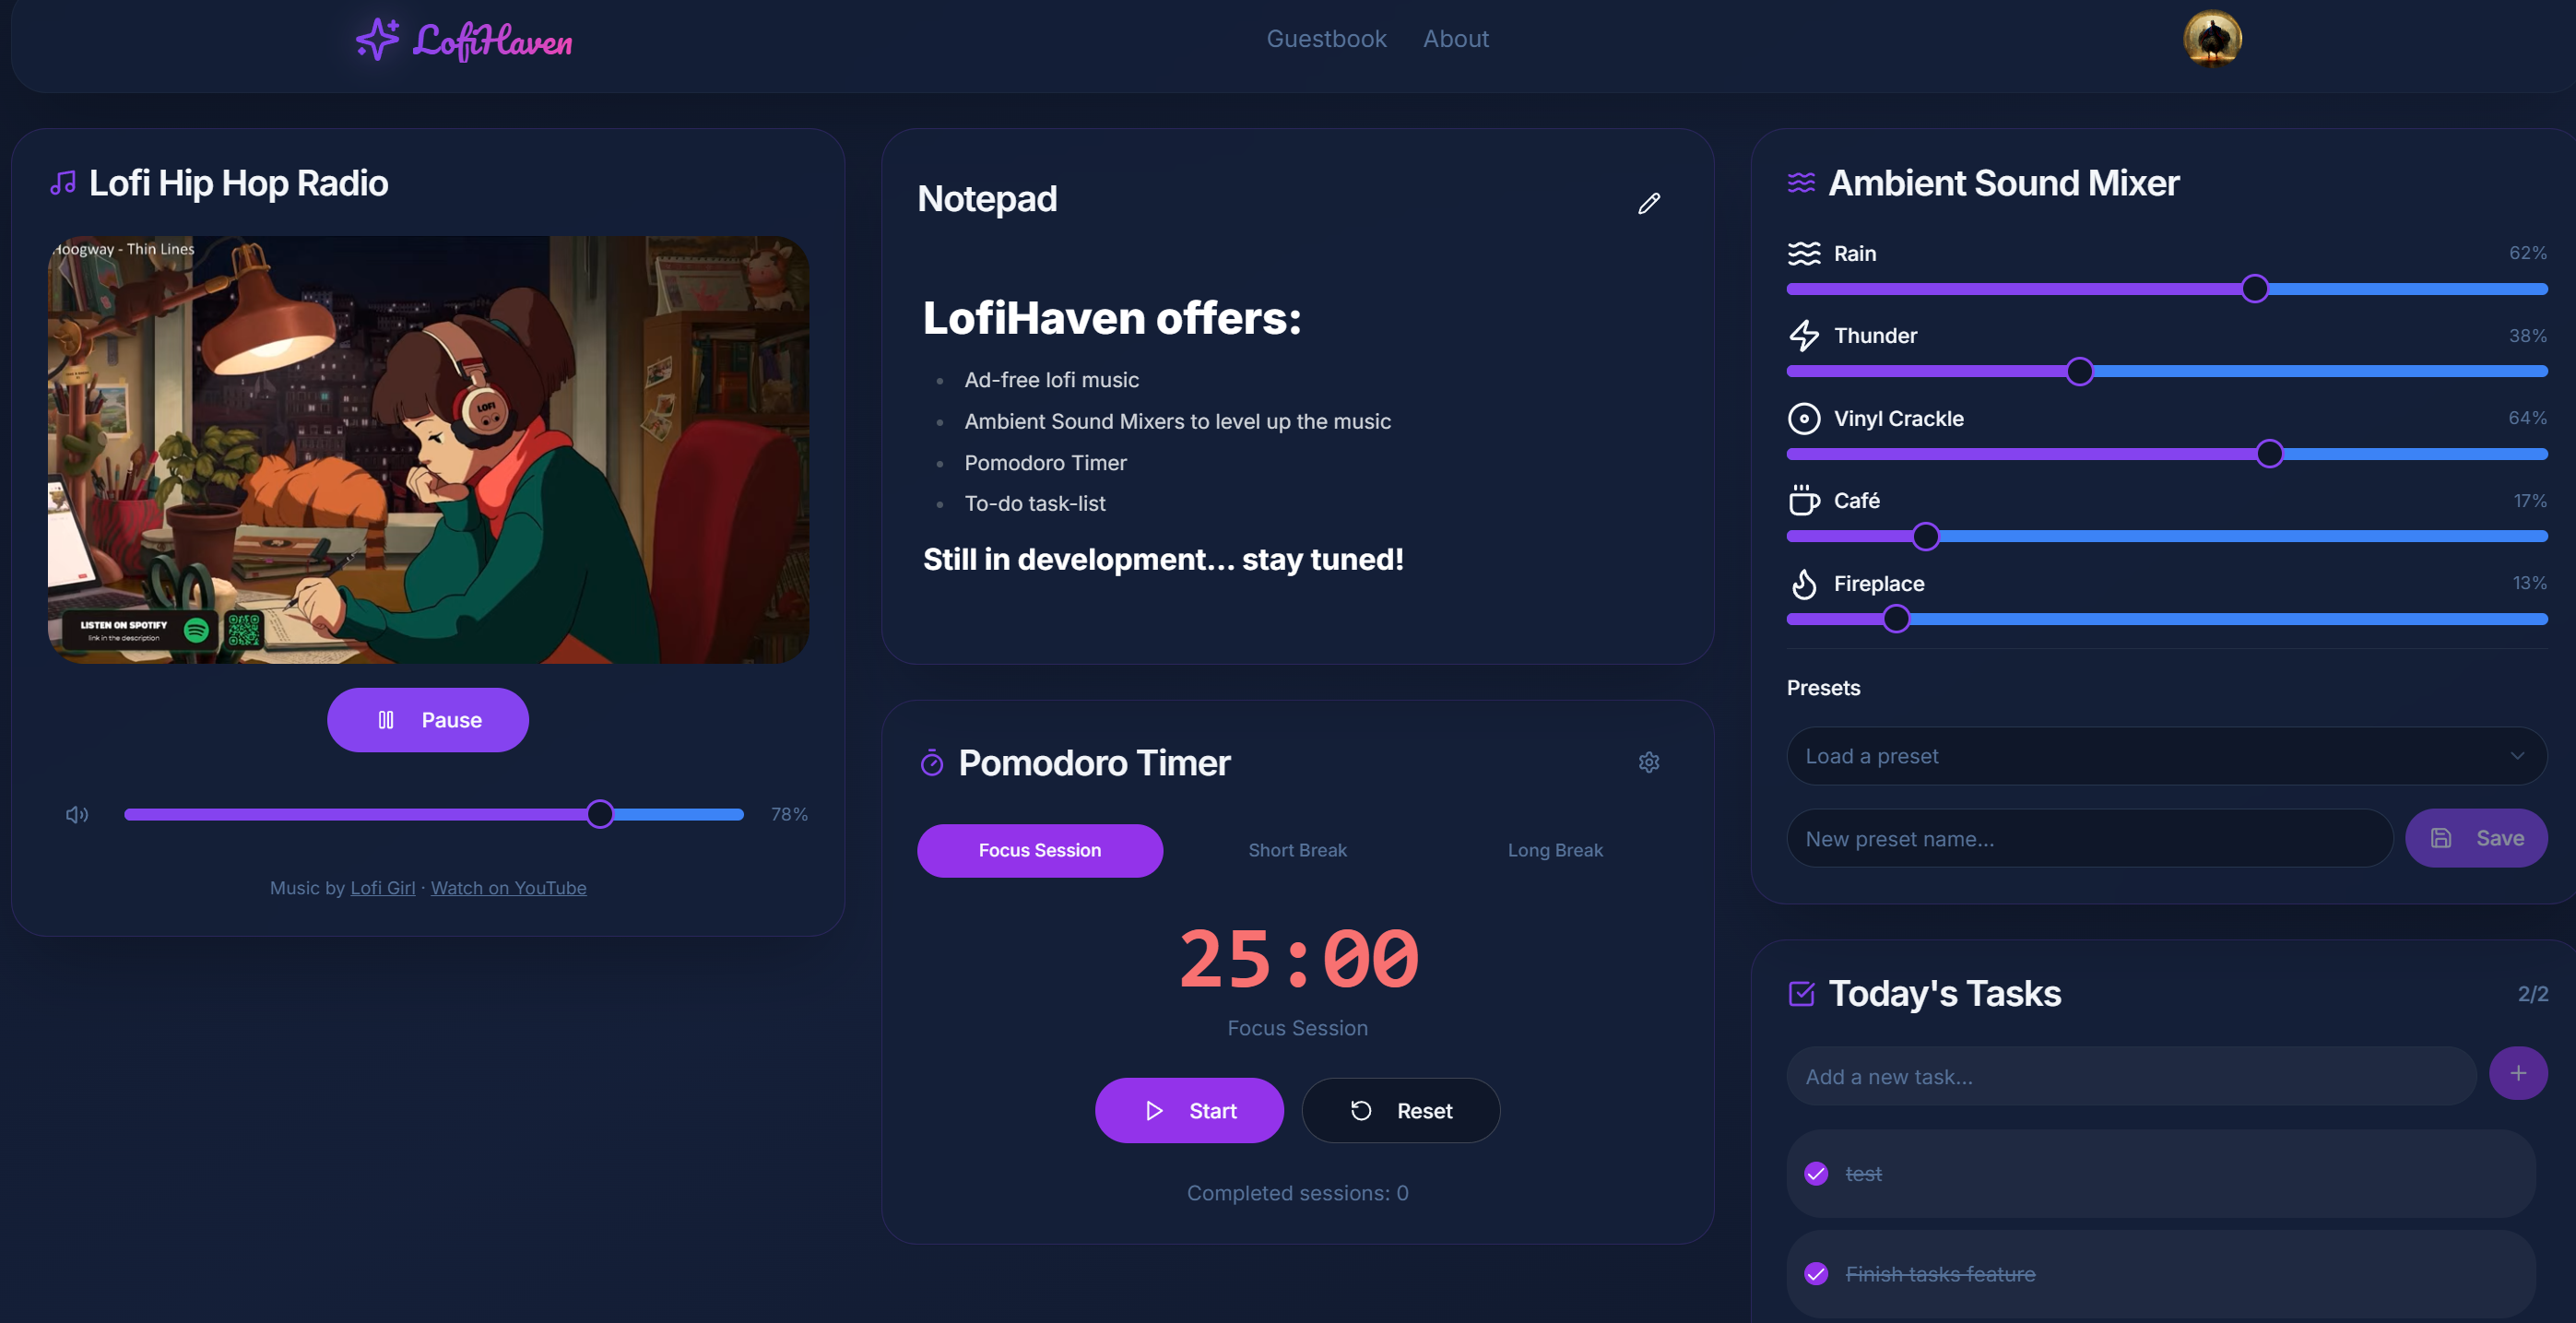 LofiHaven
Guestbook
About
Lofi Hip Hop Radio
Hoogway - Thin Lines
LOFI
LISTEN ON SPOTIFY
link in the description
Pause
78%
Music by Lofi Girl · Watch on YouTube
Notepad
LofiHaven offers:
Ad-free lofi music
Ambient Sound Mixers to level up the music
Pomodoro Timer
To-do task-list
Still in development... stay tuned!
Pomodoro Timer
Focus Session
Short Break
Long Break
25:00
Focus Session
Start
Reset
Completed sessions: 0
Ambient Sound Mixer
Rain
62%
Thunder
38%
Vinyl Crackle
64%
Café
17%
Fireplace
13%
Presets
Load a preset
New preset name...
Save
Today's Tasks
2/2
Add a new task...
test
Finish tasks feature